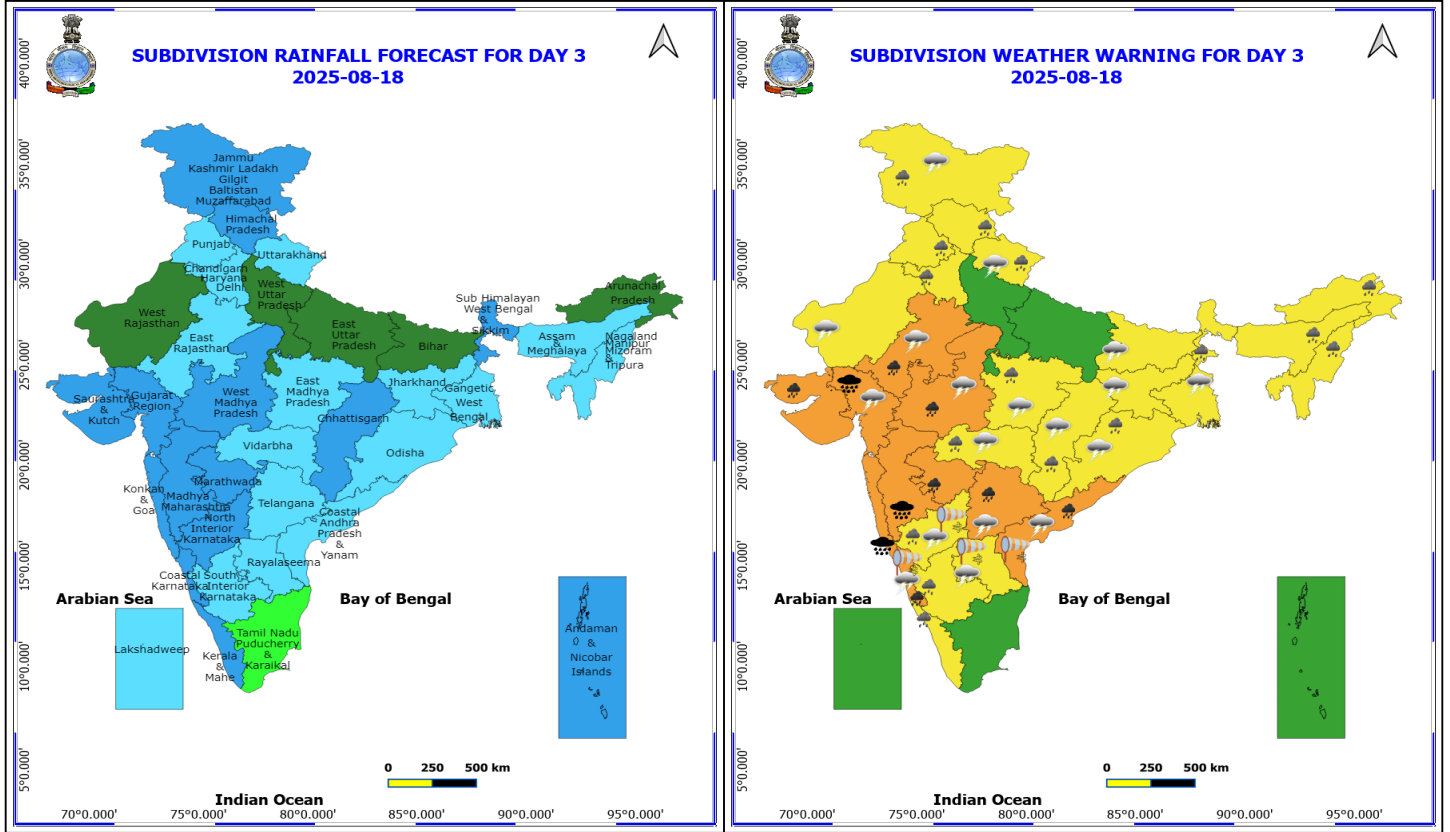 SUBDIVISION RAINFALL FORECAST FOR DAY 3
2025-08-18
40°0.000'
35°0.000'
30°0.000'
25°0.000'
20°0.000'
15°0.000'
10°0.000'
5°0.000'
Jammu
Kashmir Ladakh
Gilgit
Baltistan
Muzaffarabad
Himachal
Pradesh
Punjab
Uttarakhand
Chandigarh
Haryana
Delhi
West
Uttar
Pradesh
West
Rajasthan
East
Rajasthan
East
Uttar
Pradesh
Bihar
Sub Himalayan
West Bengal
&
Sikkim
Arunachal
Pradesh
Assam
&
Meghalaya
Nagaland
Manipur
Mizoram
&
Tripura
Saurashtra
&
Kutch
Gujarat
Region
West
Madhya
Pradesh
East
Madhya
Pradesh
Jharkhand
Gangetic
West
Bengal
Chhattisgarh
Vidarbha
Odisha
Konkan
&
Goa
Madhya
Maharashtra
Marathwada
North
Interior
Karnataka
Telangana
Coastal
Andhra
Pradesh
&
Yanam
Rayalaseema
Coastal
Karnataka
South
Interior
Karnataka
Arabian Sea
Bay of Bengal
Lakshadweep
Kerala
&
Mahe
Tamil Nadu
Puducherry
&
Karaikal
Andaman
&
Nicobar
Islands
0 250 500 km
Indian Ocean
70°0.000' 75°0.000' 80°0.000' 85°0.000' 90°0.000' 95°0.000'
SUBDIVISION WEATHER WARNING FOR DAY 3
2025-08-18
40°0.000'
35°0.000'
30°0.000'
25°0.000'
20°0.000'
15°0.000'
10°0.000'
5°0.000'
Arabian Sea
Bay of Bengal
0 250 500 km
Indian Ocean
70°0.000' 75°0.000' 80°0.000' 85°0.000' 90°0.000' 95°0.000'